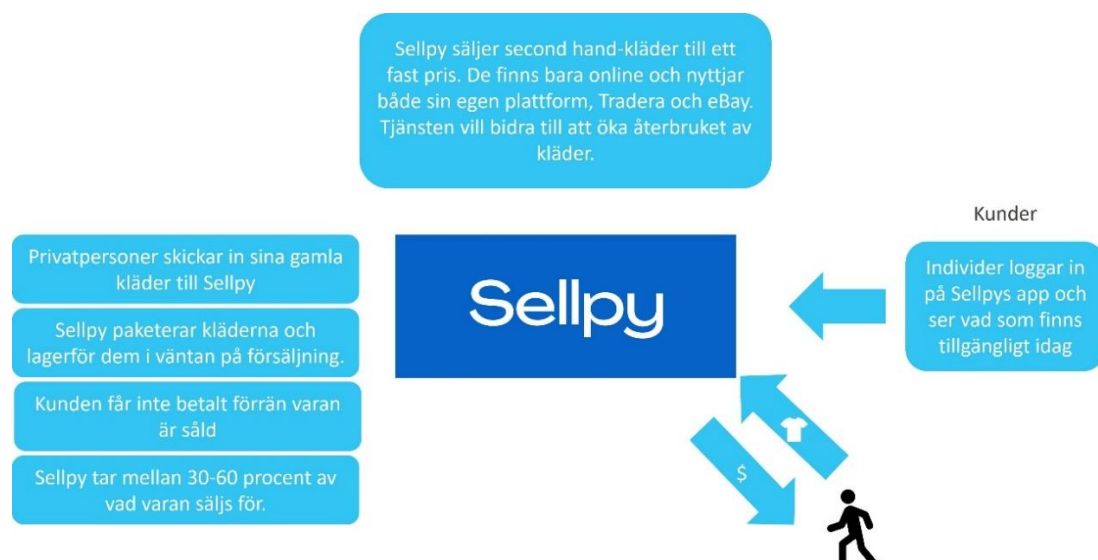 Sellpy säljer second hand-kläder till ett
fast pris. De finns bara online och nyttjar
både sin egen plattform, Tradera och eBay.
Tjänsten vill bidra till att öka återbruket av
kläder.
Privatpersoner skickar in sina gamla
kläder till Sellpy
Sellpy paketerar kläderna och
lagerför dem i väntan på försäljning.
Kunden får inte betalt förrän varan
är såld
Sellpy tar mellan 30-60 procent av
vad varan säljs för.
Sellpy
Kunder
Individer loggar in
på Sellpys app och
ser vad som finns
tillgängligt idag
$